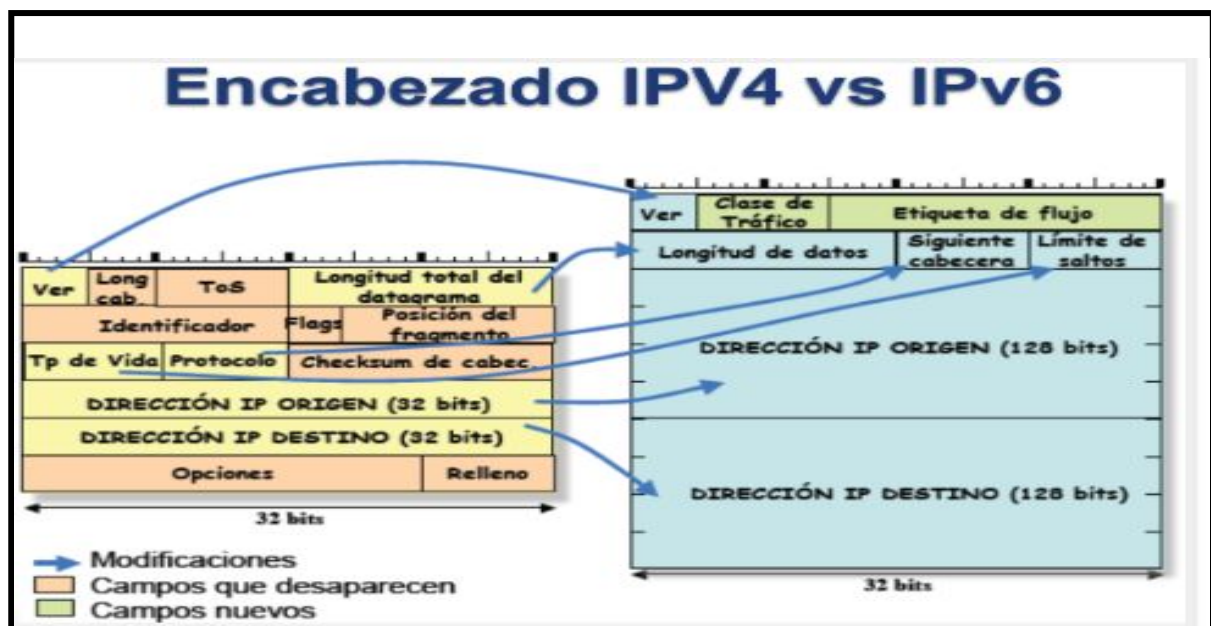 Encabezado IPV4 vs IPv6
Ver
Long
cab.
ToS
Longitud total del
datagrama
Identificador
Flags
Posición del
fragmento
Tp de Vida
Protocolo
Checksum de cabec.
DIRECCIÓN IP ORIGEN (32 bits)
DIRECCIÓN IP DESTINO (32 bits)
Opciones
Relleno
32 bits
Modificaciones
Campos que desaparecen
Campos nuevos
Ver
Clase de
Tráfico
Etiqueta de flujo
Longitud de datos
Siguiente
cabecera
Límite de
saltos
DIRECCIÓN IP ORIGEN (128 bits)
DIRECCIÓN IP DESTINO (128 bits)
32 bits